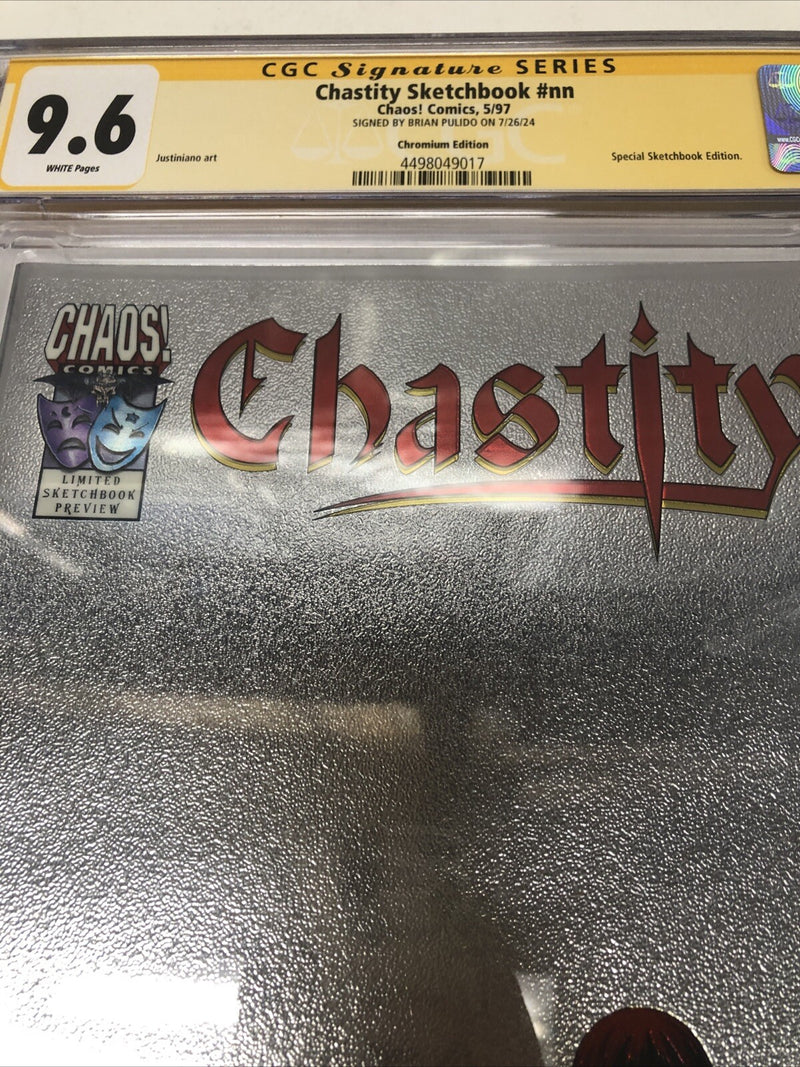 CGC Signature SERIES
Chastity Sketchbook #nn
Chaos! Comics, 5/97
SIGNED BY BRIAN PULIDO ON 7/26/24
Chromium Edition
4498049017
9.6
WHITE Pages
Justiniano art
Special Sketchbook Edition.
CHAOS!
COMICS
LIMITED
SKETCHBOOK
PREVIEW
Chastity